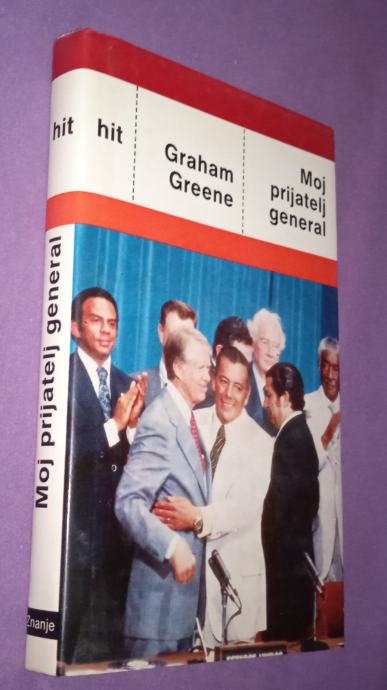 hit
Moj prijatelj general
Znanje
hit
Graham
Greene
Moj
prijatelj
general